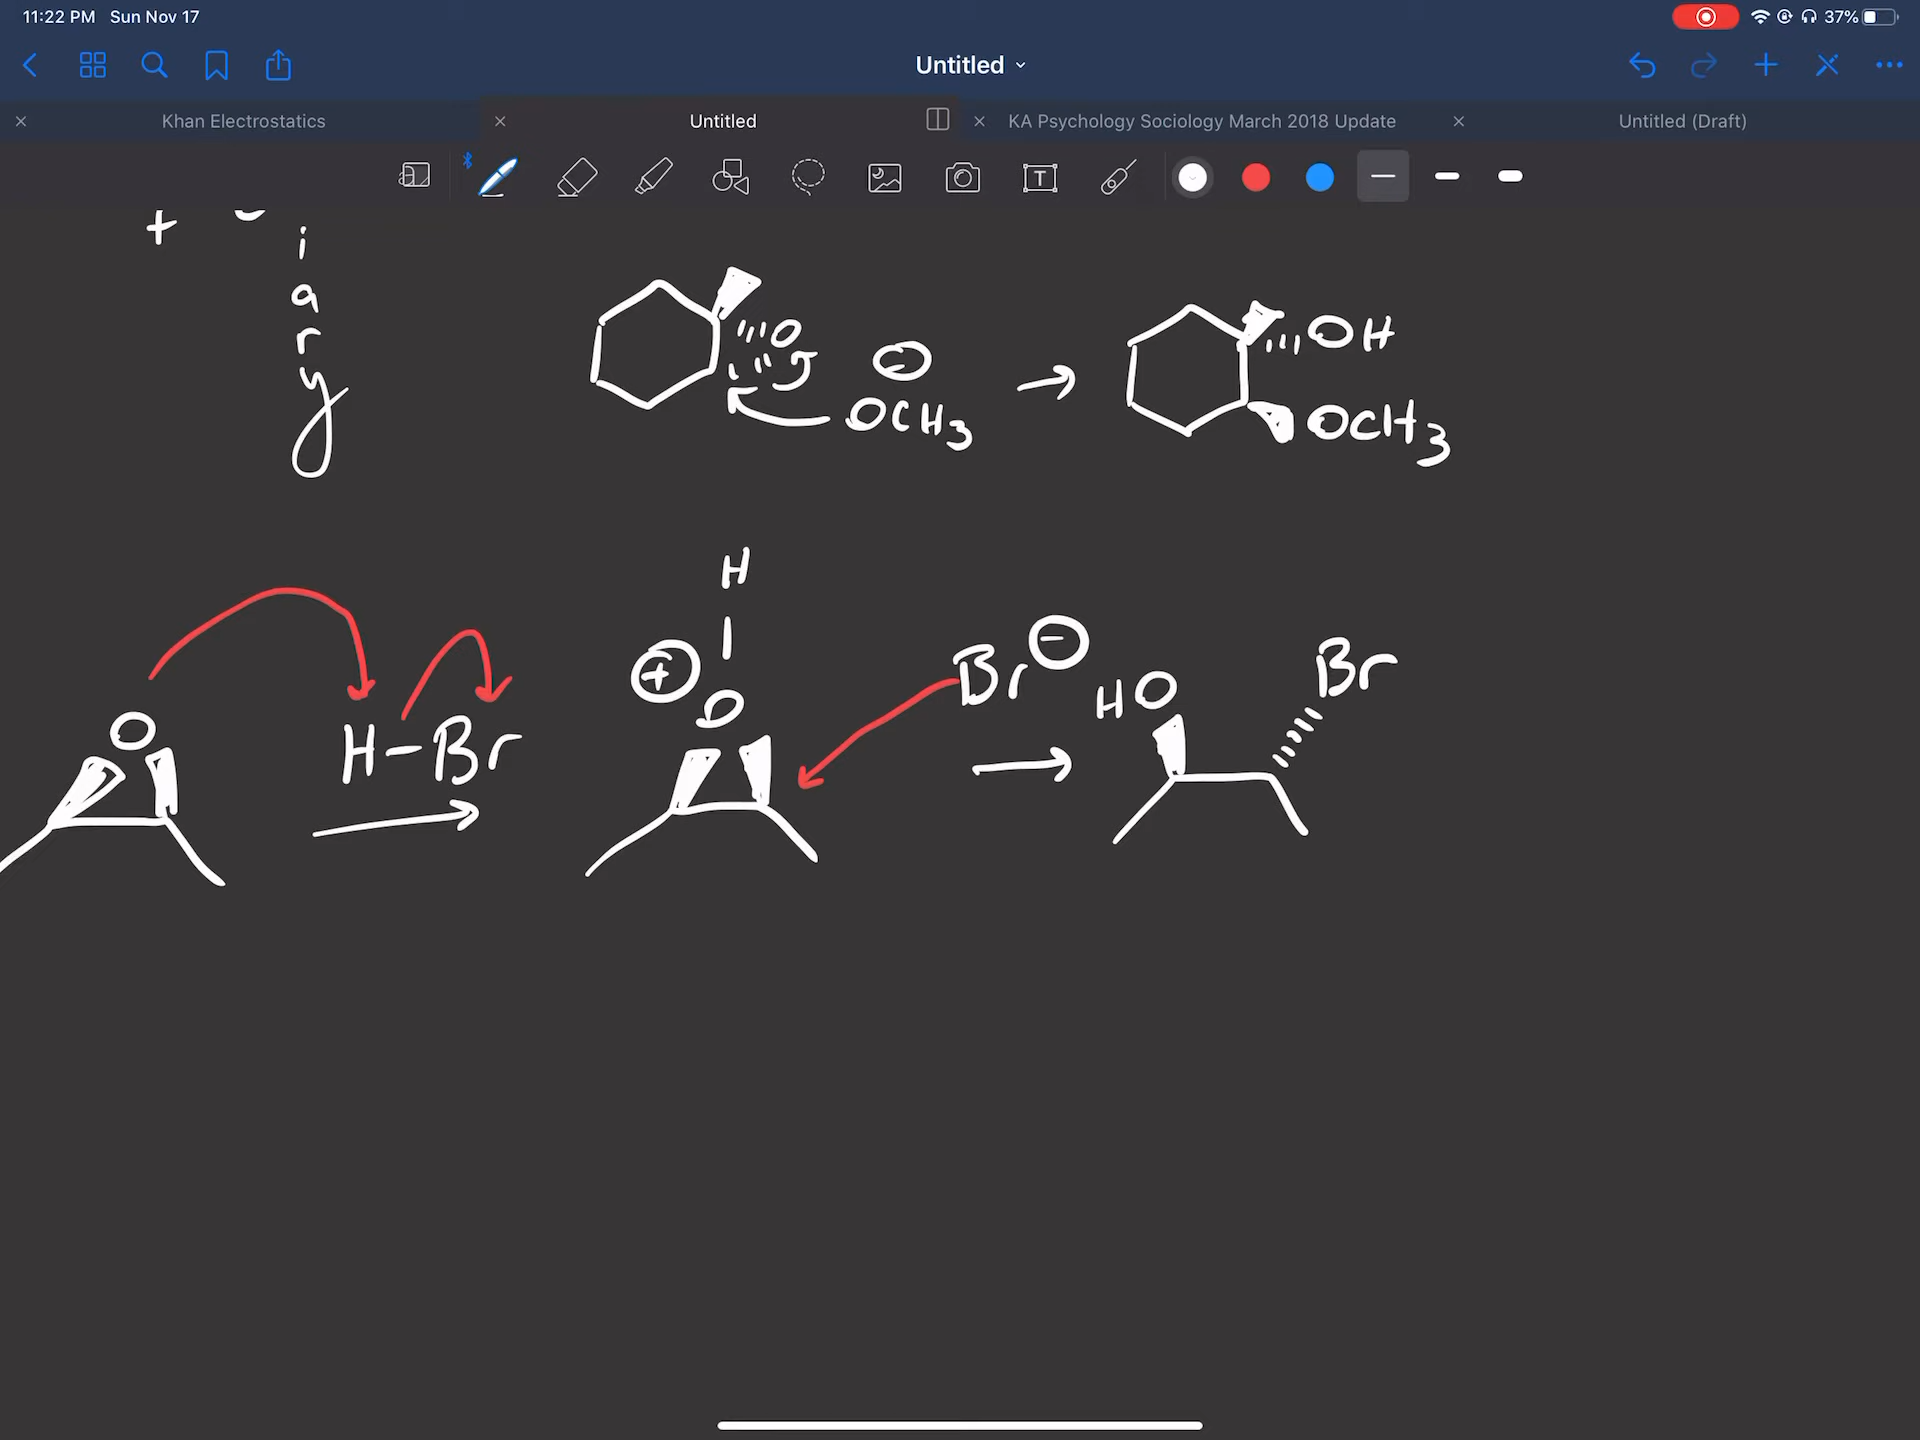 11:22 PM Sun Nov 17
37%
Untitled
Khan Electrostatics
Untitled
KA Psychology Sociology March 2018 Update
Untitled (Draft)
T
+
i
a
r
y
O
OCH3
OH
OCH3
H
+
O
Br
HO
Br
O
H-Br